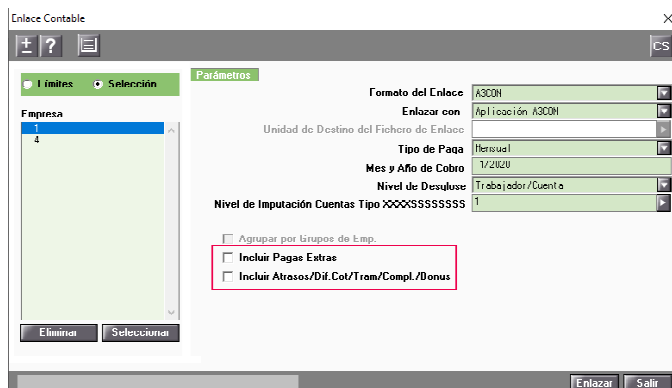 Enlace Contable
± ?
CS
Límites Selección
Empresa
1
4
Eliminar Seleccionar
Parámetros
Formato del Enlace A3CON
Enlazar con Aplicación A3CON
Unidad de Destino del Fichero de Enlace
Tipo de Paga Mensual
Mes y Año de Cobro 1/2020
Nivel de Desglose Trabajador/Cuenta
Nivel de Imputación Cuentas Tipo XXXXSSSSSSSS 1
Agrupar por Grupos de Emp.
Incluir Pagas Extras
Incluir Atrasos/Dif.Cot/Tram/Compl./Bonus
Enlazar Salir